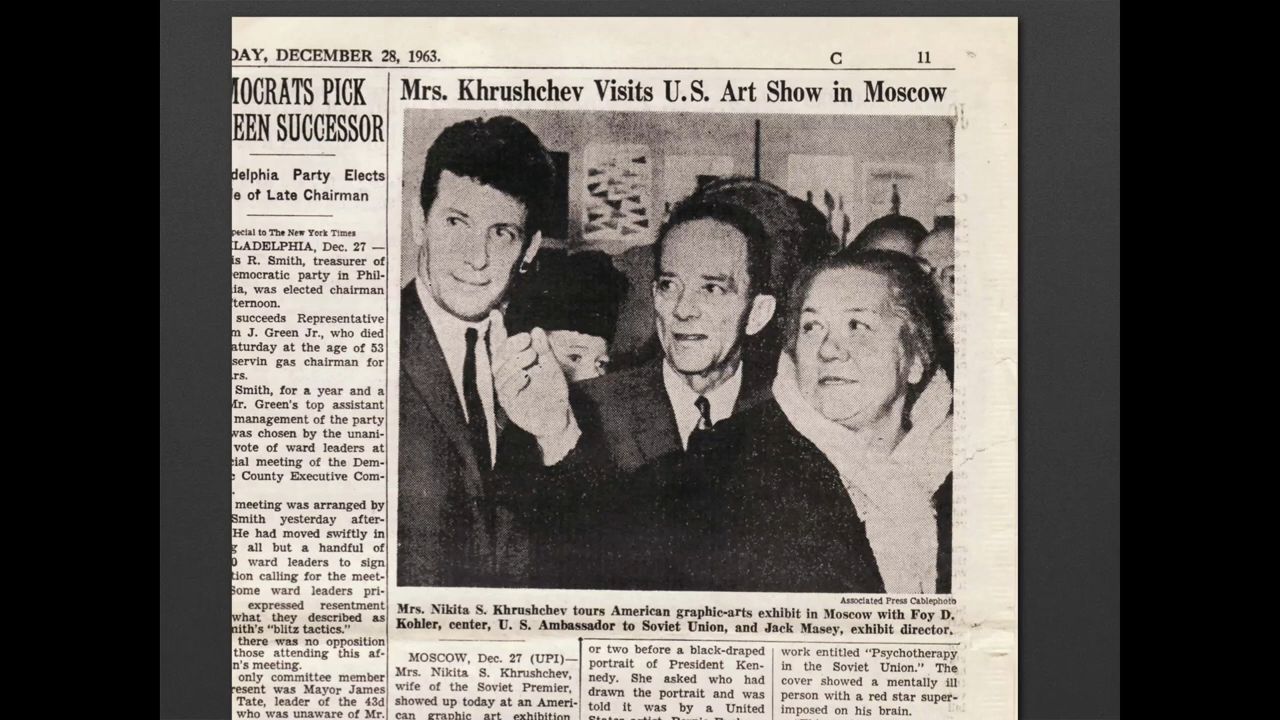 DAY, DECEMBER 28, 1963.
C 11
MOCRATS PICK
EEN SUCCESSOR
delphia Party Elects
e of Late Chairman
pecial to The New York Times
ILADELPHIA, Dec. 27 —
is R. Smith, treasurer of
emocratic party in Phil-
ia, was elected chairman
ternoon.
succeeds Representative
m J. Green Jr., who died
aturday at the age of 53
servin gas chairman for
rs.
Smith, for a year and a
Mr. Green's top assistant
management of the party
was chosen by the unani-
vote of ward leaders at
cial meeting of the Dem-
c County Executive Com-
.
meeting was arranged by
Smith yesterday after-
He had moved swiftly in
g all but a handful of
0 ward leaders to sign
tion calling for the meet-
Some ward leaders pri-
expressed resentment
what they described as
mith's "blitz tactics."
there was no opposition
those attending this af-
n's meeting.
only committee member
resent was Mayor James
Tate, leader of the 43d
who was unaware of Mr.
Mrs. Khrushchev Visits U.S. Art Show in Moscow
Associated Press Cablephoto
Mrs. Nikita S. Khrushchev tours American graphic-arts exhibit in Moscow with Foy D.
Kohler, center, U. S. Ambassador to Soviet Union, and Jack Masey, exhibit director.
MOSCOW, Dec. 27 (UPI)—
Mrs. Nikita S. Khrushchev,
wife of the Soviet Premier,
showed up today at an Ameri-
can graphic art exhibition
or two before a black-draped
portrait of President Ken-
nedy. She asked who had
drawn the portrait and was
told it was by a United
States artist,
work entitled "Psychotherapy
in the Soviet Union." The
cover showed a mentally ill
person with a red star super-
imposed on his brain.